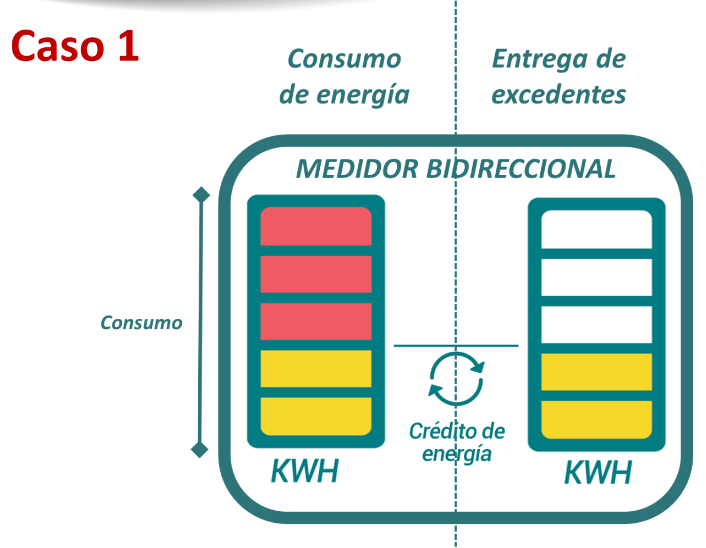 Caso 1
Consumo
de energía
Entrega de
excedentes
MEDIDOR BIDIRECCIONAL
Consumo
Crédito de
energía
KWH
KWH